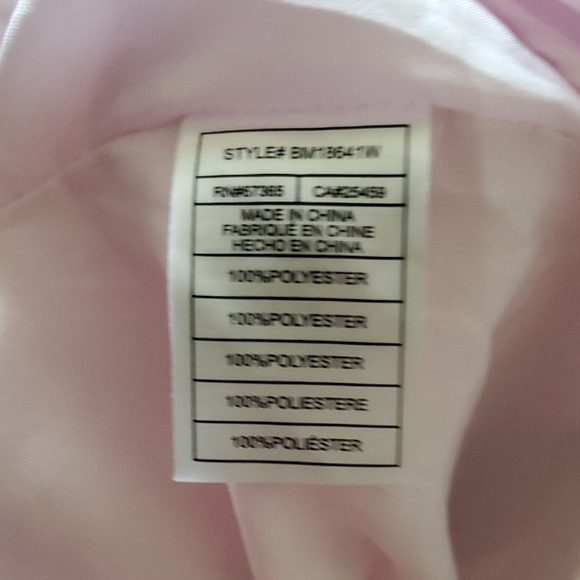 STYLE# BM18641W
RN#67365 CA#25459
MADE IN CHINA
FABRIQUÉ EN CHINE
HECHO EN CHINA
100%POLYESTER
100%POLYESTER
100%POLYESTER
100%POLIESTERE
100%POLIÉSTER